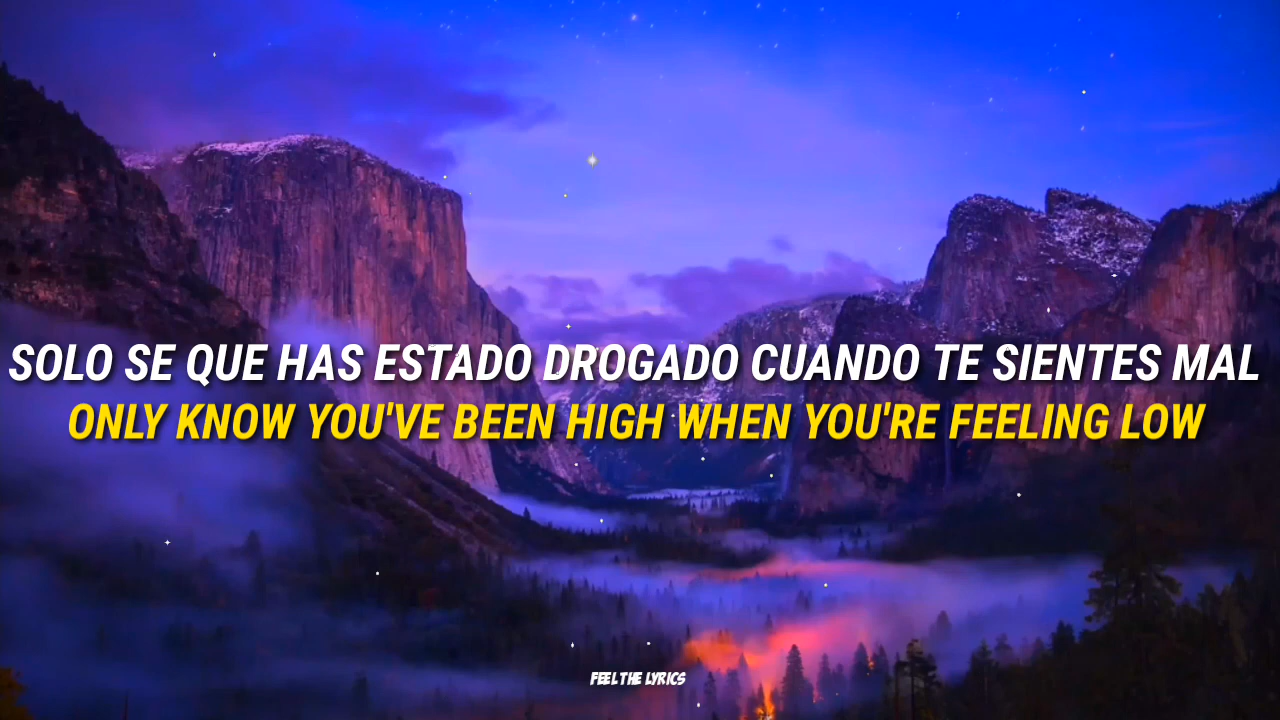 SOLO SE QUE HAS ESTADO DROGADO CUANDO TE SIENTES MAL
ONLY KNOW YOU'VE BEEN HIGH WHEN YOU'RE FEELING LOW
FEEL THE LYRICS